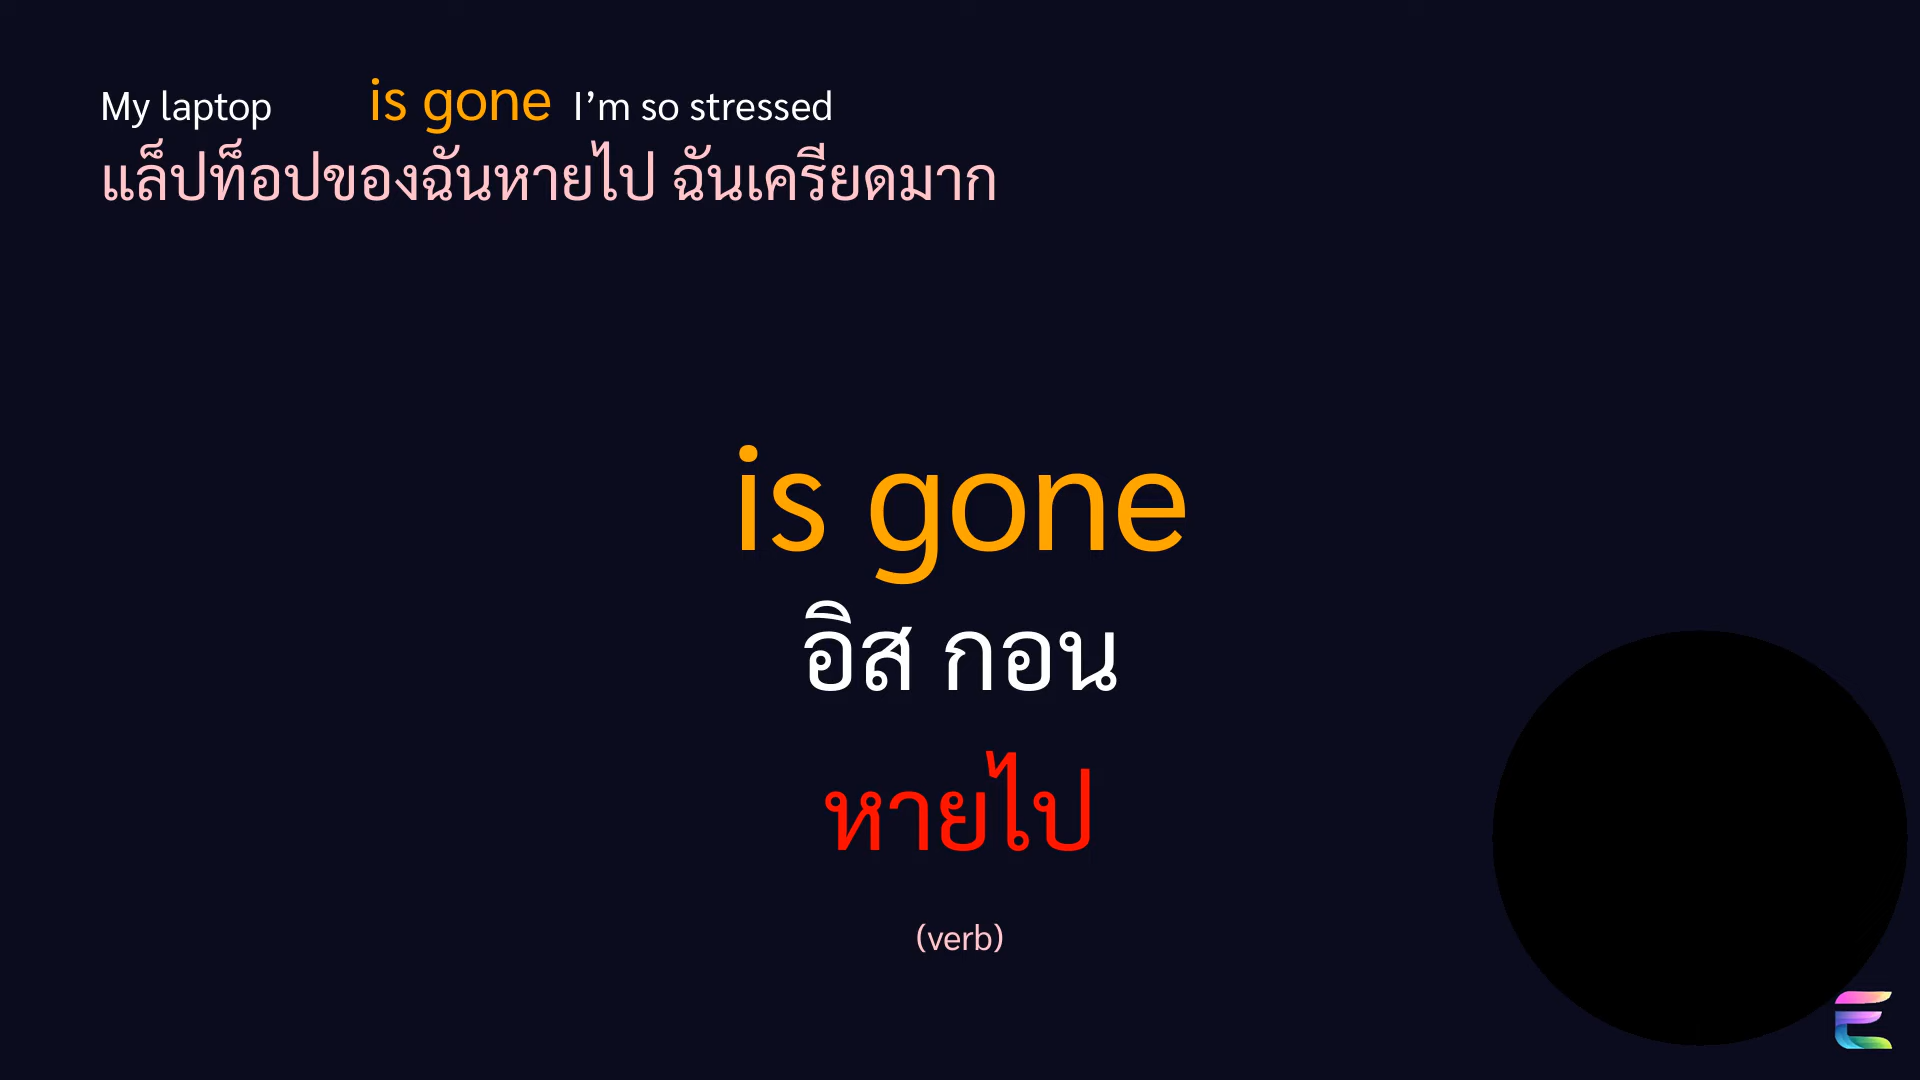 My laptop is gone I’m so stressed
แล็ปท็อปของฉันหายไป ฉันเครียดมาก
is gone
อิส กอน
หายไป
(verb)